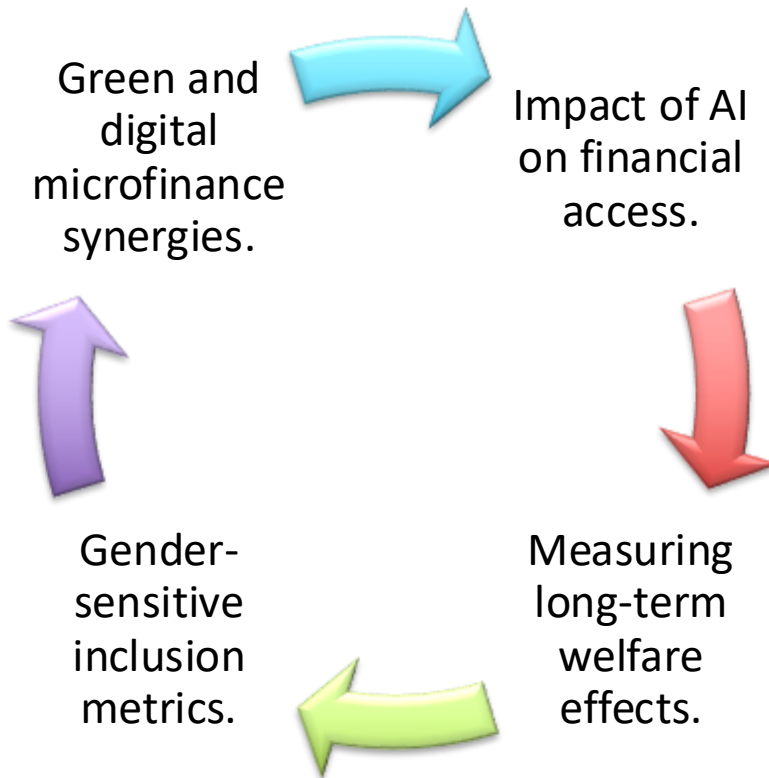 Green and
digital
microfinance
synergies.
Impact of AI
on financial
access.
Measuring
long-term
welfare
effects.
Gender-
sensitive
inclusion
metrics.